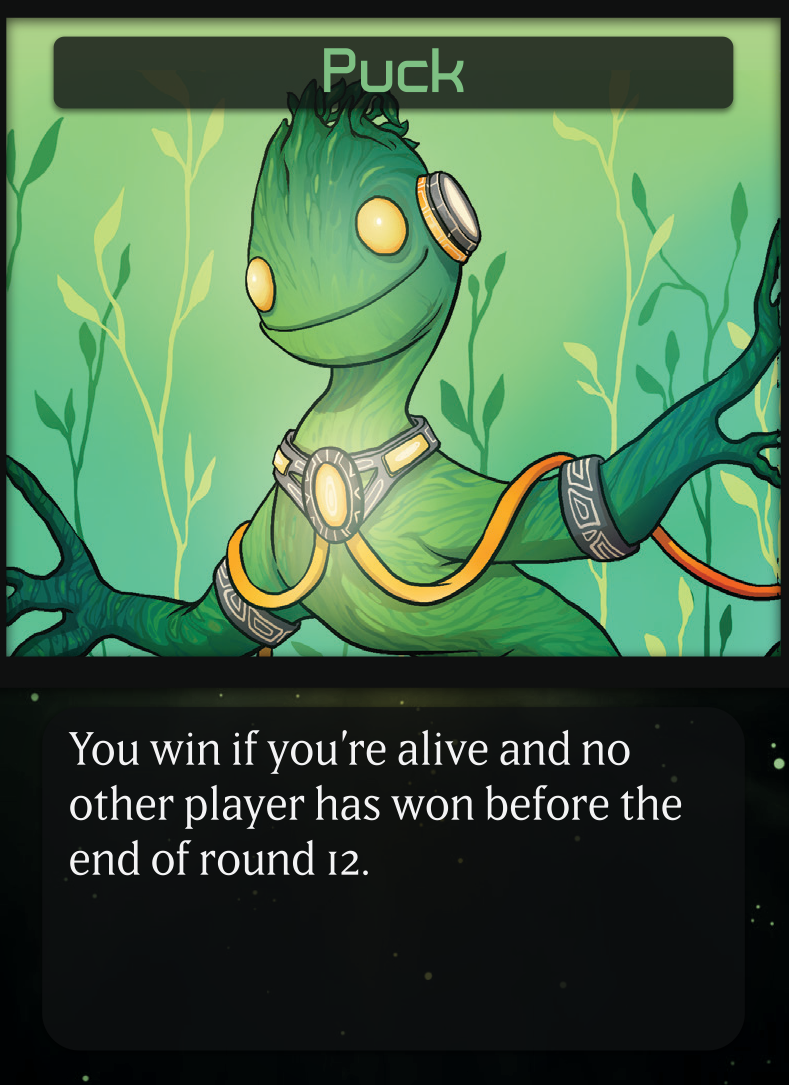 Puck
You win if you're alive and no
other player has won before the
end of round 12.